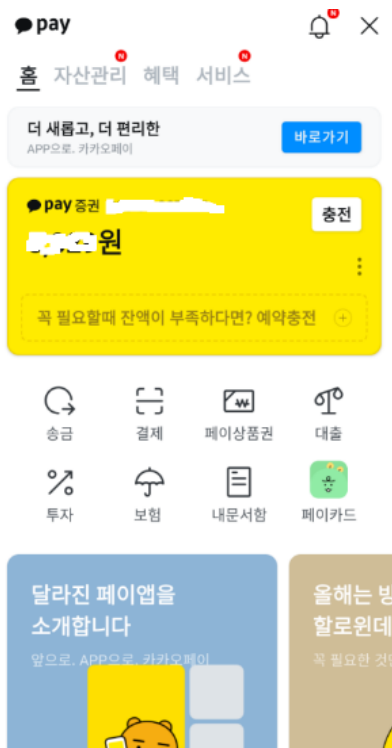 pay
N
N N
홈 자산관리 혜택 서비스
더 새롭고, 더 편리한
바로가기
APP으로. 카카오페이
pay 증권
충전
원
꼭 필요할때 잔액이 부족하다면? 예약충전
송금 결제 페이상품권 대출
투자 보험 내문서함 페이카드
달라진 페이앱을
소개합니다
앞으로. APP으로. 카카오페이
올해는
할로윈데
꼭 필요한